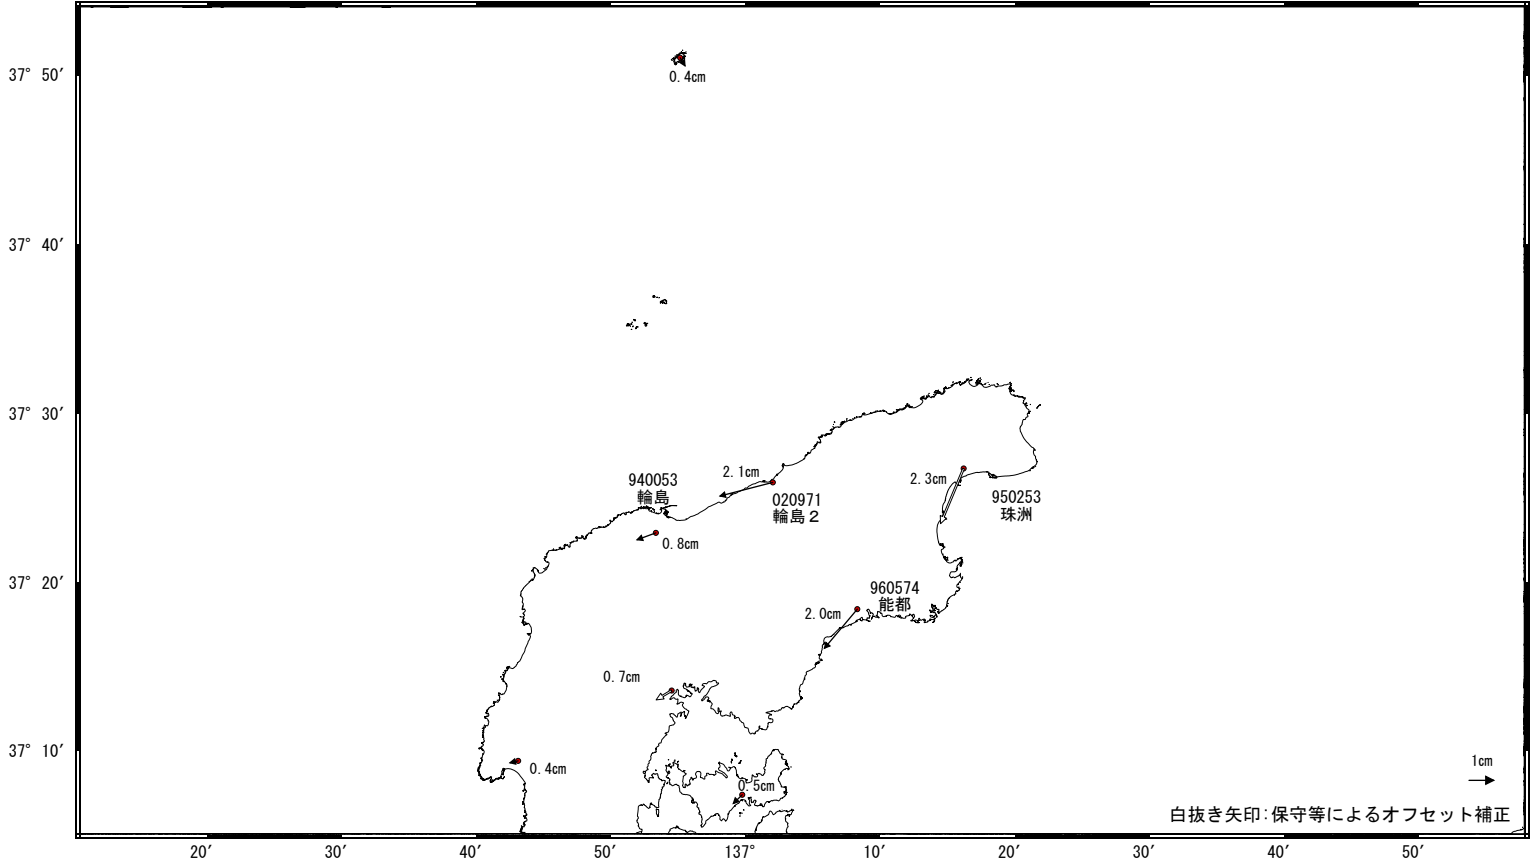 37° 50′
0.4cm
37° 40′
37° 30′
940053
輪島
2.1cm
020971
輪島２
2.3cm
950253
珠洲
0.8cm
37° 20′
960574
能都
2.0cm
0.7cm
37° 10′
0.4cm
0.5cm
1cm
白抜き矢印:保守等によるオフセット補正
20′
30′
40′
50′
137°
10′
20′
30′
40′
50′